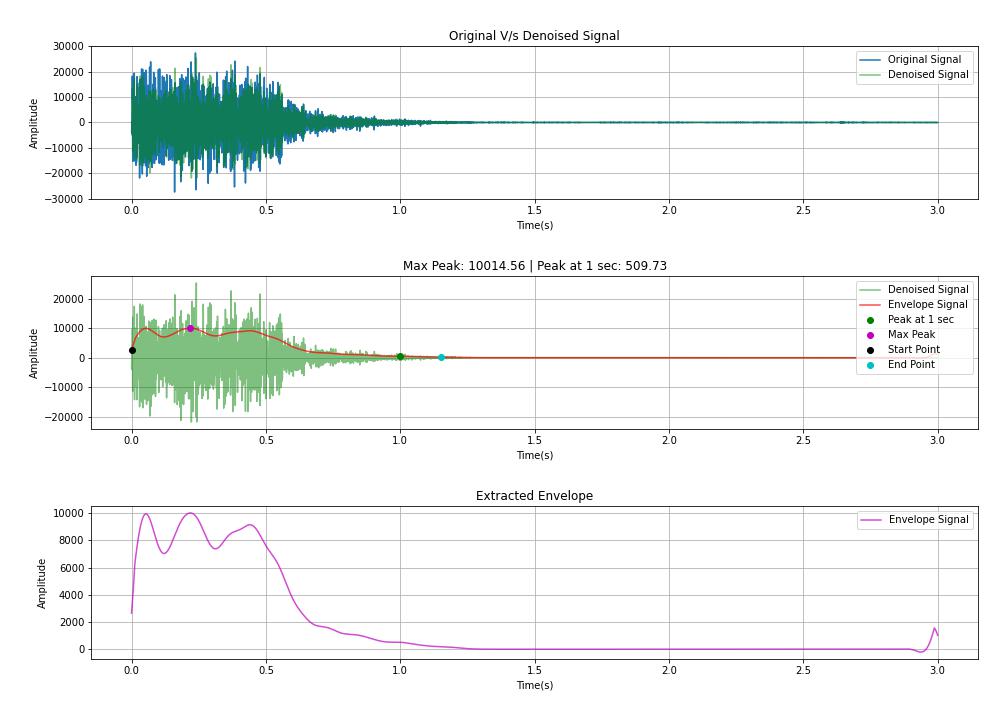 Original V/s Denoised Signal
30000
20000
10000
0
−10000
−20000
−30000
Amplitude
Original Signal
Denoised Signal
0.0 0.5 1.0 1.5 2.0 2.5 3.0
Time(s)
Max Peak: 10014.56 | Peak at 1 sec: 509.73
20000
10000
0
−10000
−20000
Amplitude
Denoised Signal
Envelope Signal
Peak at 1 sec
Max Peak
Start Point
End Point
0.0 0.5 1.0 1.5 2.0 2.5 3.0
Time(s)
Extracted Envelope
10000
8000
6000
4000
2000
0
Amplitude
Envelope Signal
0.0 0.5 1.0 1.5 2.0 2.5 3.0
Time(s)